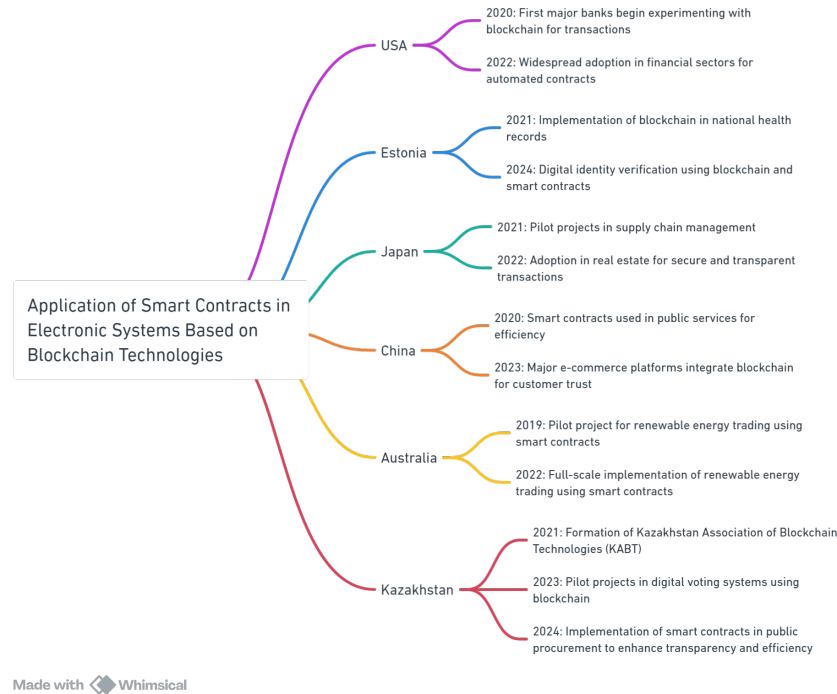 2020: First major banks begin experimenting with
blockchain for transactions
USA
2022: Widespread adoption in financial sectors for
automated contracts
2021: Implementation of blockchain in national health
records
Estonia
2024: Digital identity verification using blockchain and
smart contracts
2021: Pilot projects in supply chain management
Japan
2022: Adoption in real estate for secure and transparent
transactions
Application of Smart Contracts in
Electronic Systems Based on
Blockchain Technologies
2020: Smart contracts used in public services for
efficiency
China
2023: Major e-commerce platforms integrate blockchain
for customer trust
2019: Pilot project for renewable energy trading using
smart contracts
Australia
2022: Full-scale implementation of renewable energy
trading using smart contracts
2021: Formation of Kazakhstan Association of Blockchain
Technologies (KABT)
Kazakhstan
2023: Pilot projects in digital voting systems using
blockchain
2024: Implementation of smart contracts in public
procurement to enhance transparency and efficiency
Made with Whimsical